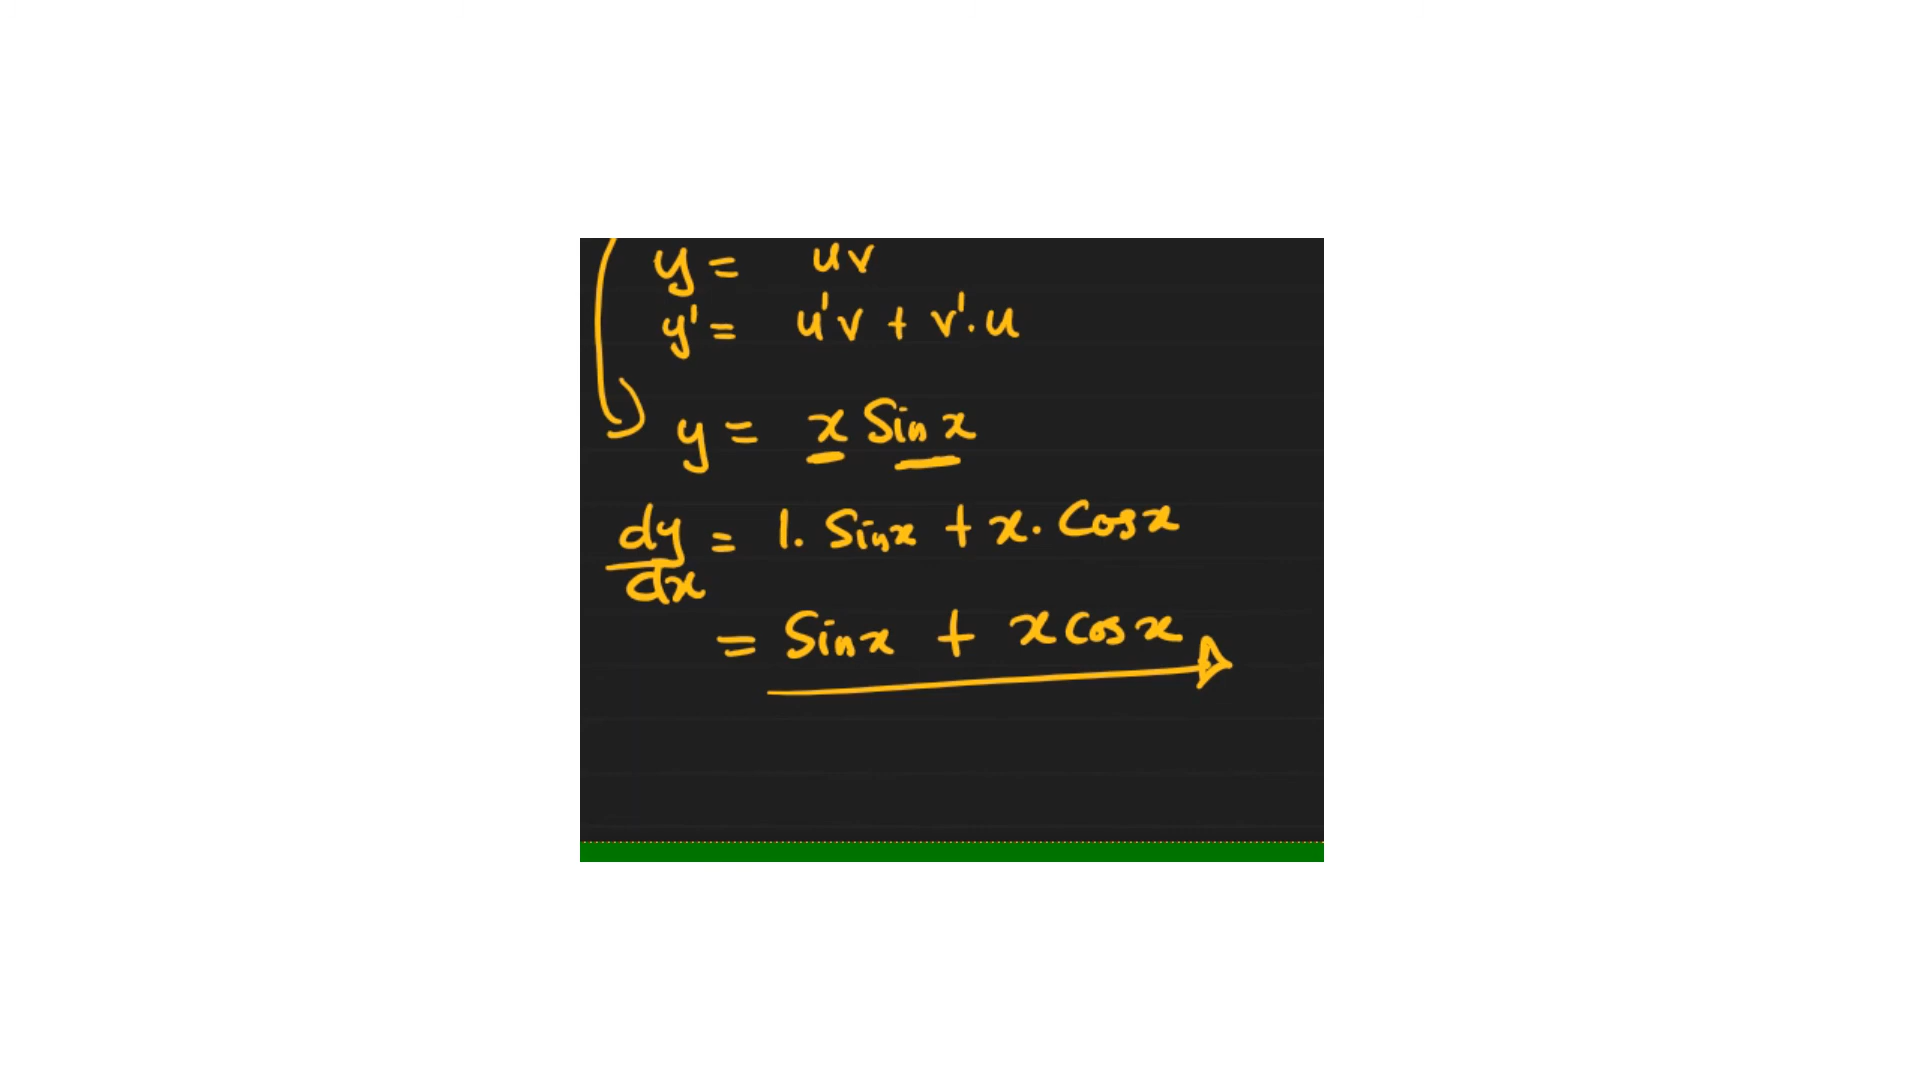 y = uv
y' = u'v + v'.u
y = x Sin x
dy/dx = 1. Sinx + x. Cosx
= Sinx + x Cosx